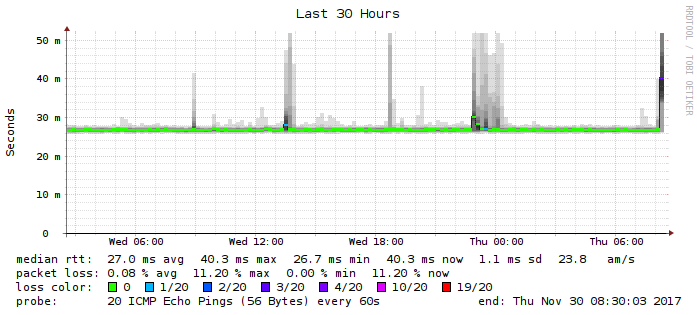 Last 30 Hours
RRDTOOL / TOBI OETIKER
Seconds
50 m
40 m
30 m
20 m
10 m
0
Wed 06:00 Wed 12:00 Wed 18:00 Thu 00:00 Thu 06:00
median rtt: 27.0 ms avg 40.3 ms max 26.7 ms min 40.3 ms now 1.1 ms sd 23.8 am/s
packet loss: 0.08 % avg 11.20 % max 0.00 % min 11.20 % now
loss color: 0 1/20 2/20 3/20 4/20 10/20 19/20
probe: 20 ICMP Echo Pings (56 Bytes) every 60s end: Thu Nov 30 08:30:03 2017